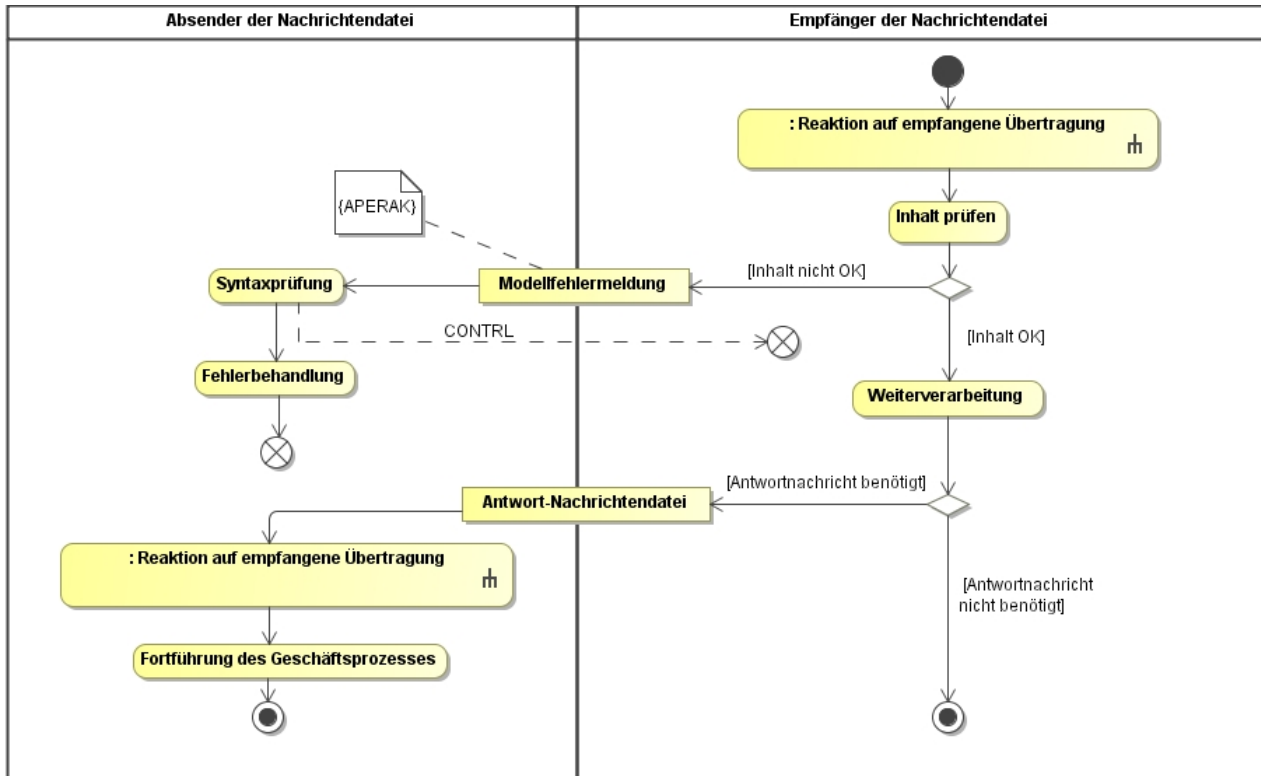 Absender der Nachrichtendatei
Empfänger der Nachrichtendatei
: Reaktion auf empfangene Übertragung
{APERAK}
Inhalt prüfen
[Inhalt nicht OK]
Syntaxprüfung
Modellfehlermeldung
CONTRL
[Inhalt OK]
Fehlerbehandlung
Weiterverarbeitung
[Antwortnachricht benötigt]
Antwort-Nachrichtendatei
: Reaktion auf empfangene Übertragung
[Antwortnachricht
nicht benötigt]
Fortführung des Geschäftsprozesses